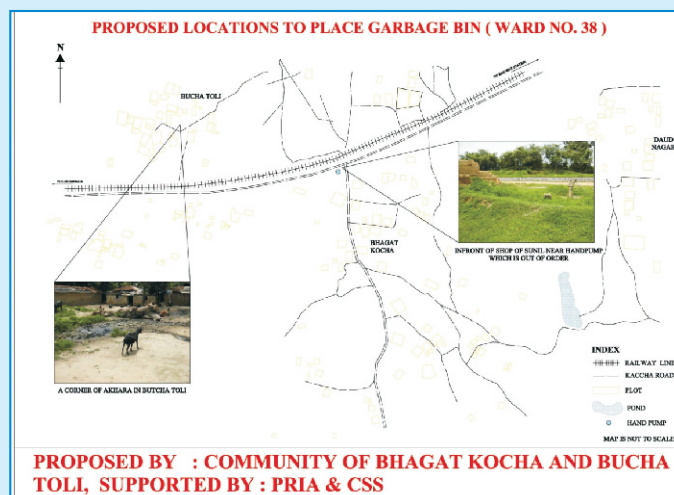 PROPOSED LOCATIONS TO PLACE GARBAGE BIN ( WARD NO. 38 )
N
BUCHA TOLI
DAUD
NAGAR
BHAGAT
KOCHA
INFRONT OF SHOP OF SUNIL-NEAR HANDPUMP
WHICH IS OUT OF ORDER
A CORNER OF AKHARA IN BUTCHA TOLI
INDEX
RAILWAY LINE
KACCHA ROAD
PLOT
POND
HAND PUMP
MAP IS NOT TO SCALE
PROPOSED BY : COMMUNITY OF BHAGAT KOCHA AND BUCHA
TOLI, SUPPORTED BY : PRIA & CSS